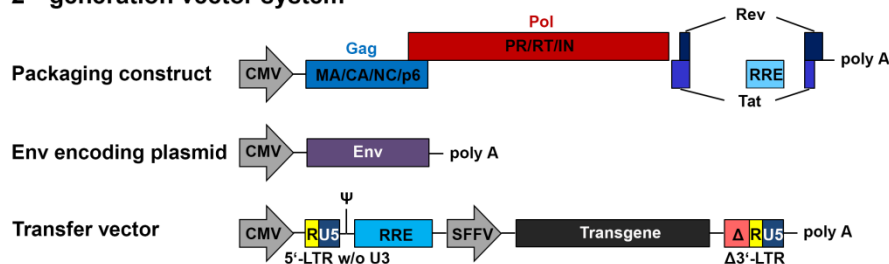 2nd generation vector system
Pol
Rev
Gag
PR/RT/IN
Packaging construct
CMV
MA/CA/NC/p6
RRE
poly A
Tat
Env encoding plasmid
CMV
Env
poly A
Ψ
Transfer vector
CMV
R U5
RRE
SFFV
Transgene
Δ R U5
poly A
5‘-LTR w/o U3
Δ3‘-LTR